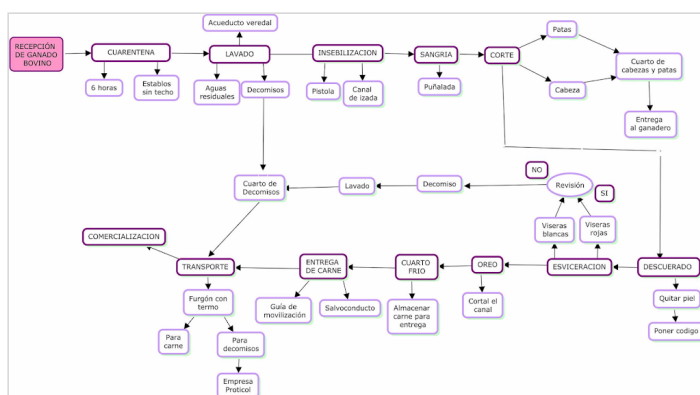 Acueducto veredal
RECEPCIÓN
DE GANADO
BOVINO
CUARENTENA
LAVADO
INSEBILIZACION
SANGRIA
CORTE
Patas
Cabeza
Cuarto de
cabezas y patas
Entrega
al ganadero
6 horas
Establos
sin techo
Aguas
residuales
Decomisos
Pistola
Canal
de izada
Puñalada
NO
Revisión
SI
Decomiso
Lavado
Cuarto de
Decomisos
Viseras
blancas
Viseras
rojas
COMERCIALIZACION
TRANSPORTE
ENTREGA
DE CARNE
CUARTO
FRIO
OREO
ESVICERACION
DESCUERADO
Furgón con
termo
Guía de
movilización
Salvoconducto
Almacenar
carne para
entrega
Cortal el
canal
Quitar piel
Poner codigo
Para
carne
Para
decomisos
Empresa
Proticol